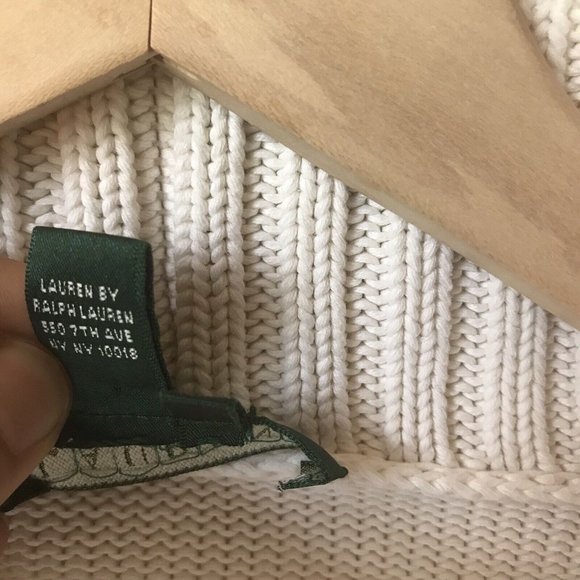 LAUREN BY
RALPH LAUREN
550 7TH AVE
NY NY 10018